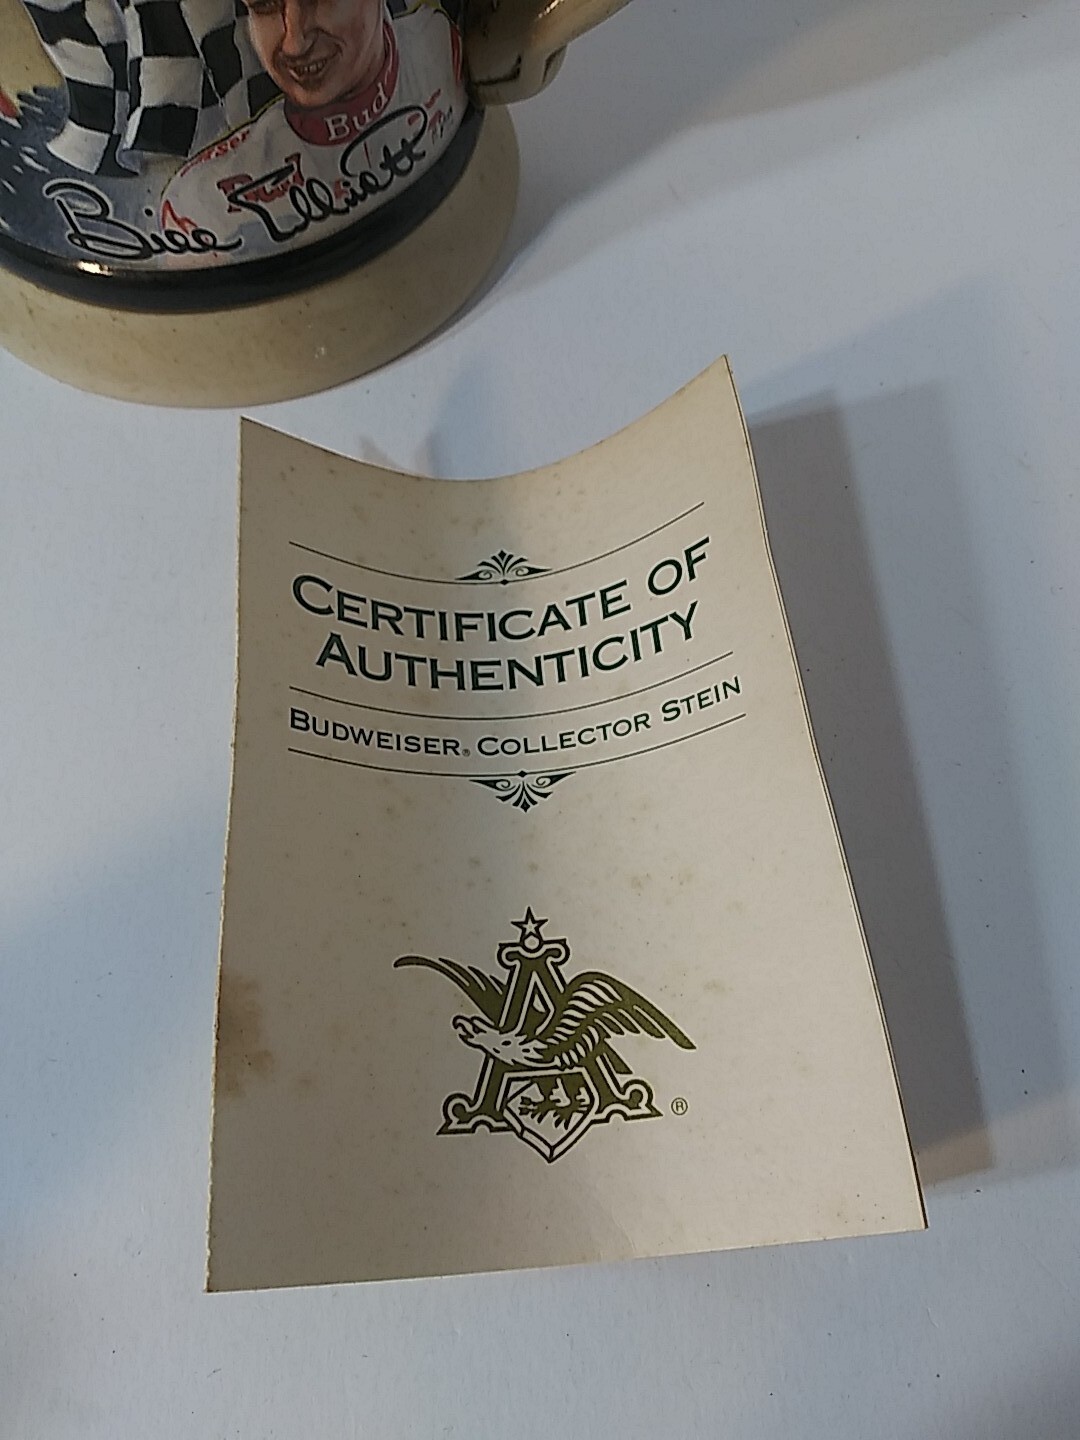 Bud
Bill Elliott
CERTIFICATE OF
AUTHENTICITY
BUDWEISER® COLLECTOR STEIN
A
®